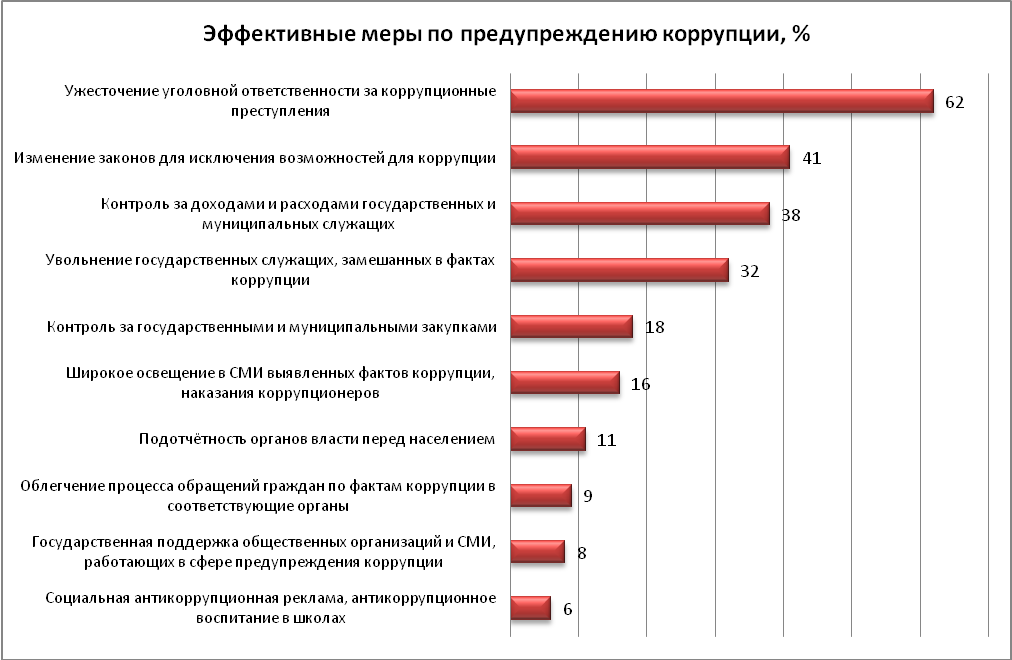 Эффективные меры по предупреждению коррупции, %
Ужесточение уголовной ответственности за коррупционные
преступления
62
Изменение законов для исключения возможностей для коррупции
41
Контроль за доходами и расходами государственных и
муниципальных служащих
38
Увольнение государственных служащих, замешанных в фактах
коррупции
32
Контроль за государственными и муниципальными закупками
18
Широкое освещение в СМИ выявленных фактов коррупции,
наказания коррупционеров
16
Подотчётность органов власти перед населением
11
Облегчение процесса обращений граждан по фактам коррупции в
соответствующие органы
9
Государственная поддержка общественных организаций и СМИ,
работающих в сфере предупреждения коррупции
8
Социальная антикоррупционная реклама, антикоррупционное
воспитание в школах
6